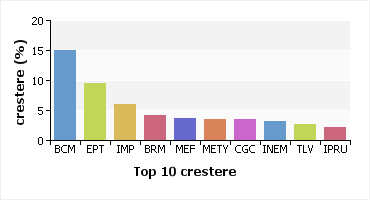 crestere (%)
20
15
10
5
0
BCM EPT IMP BRM MEF METY CGC INEM TLV IPRU
Top 10 crestere